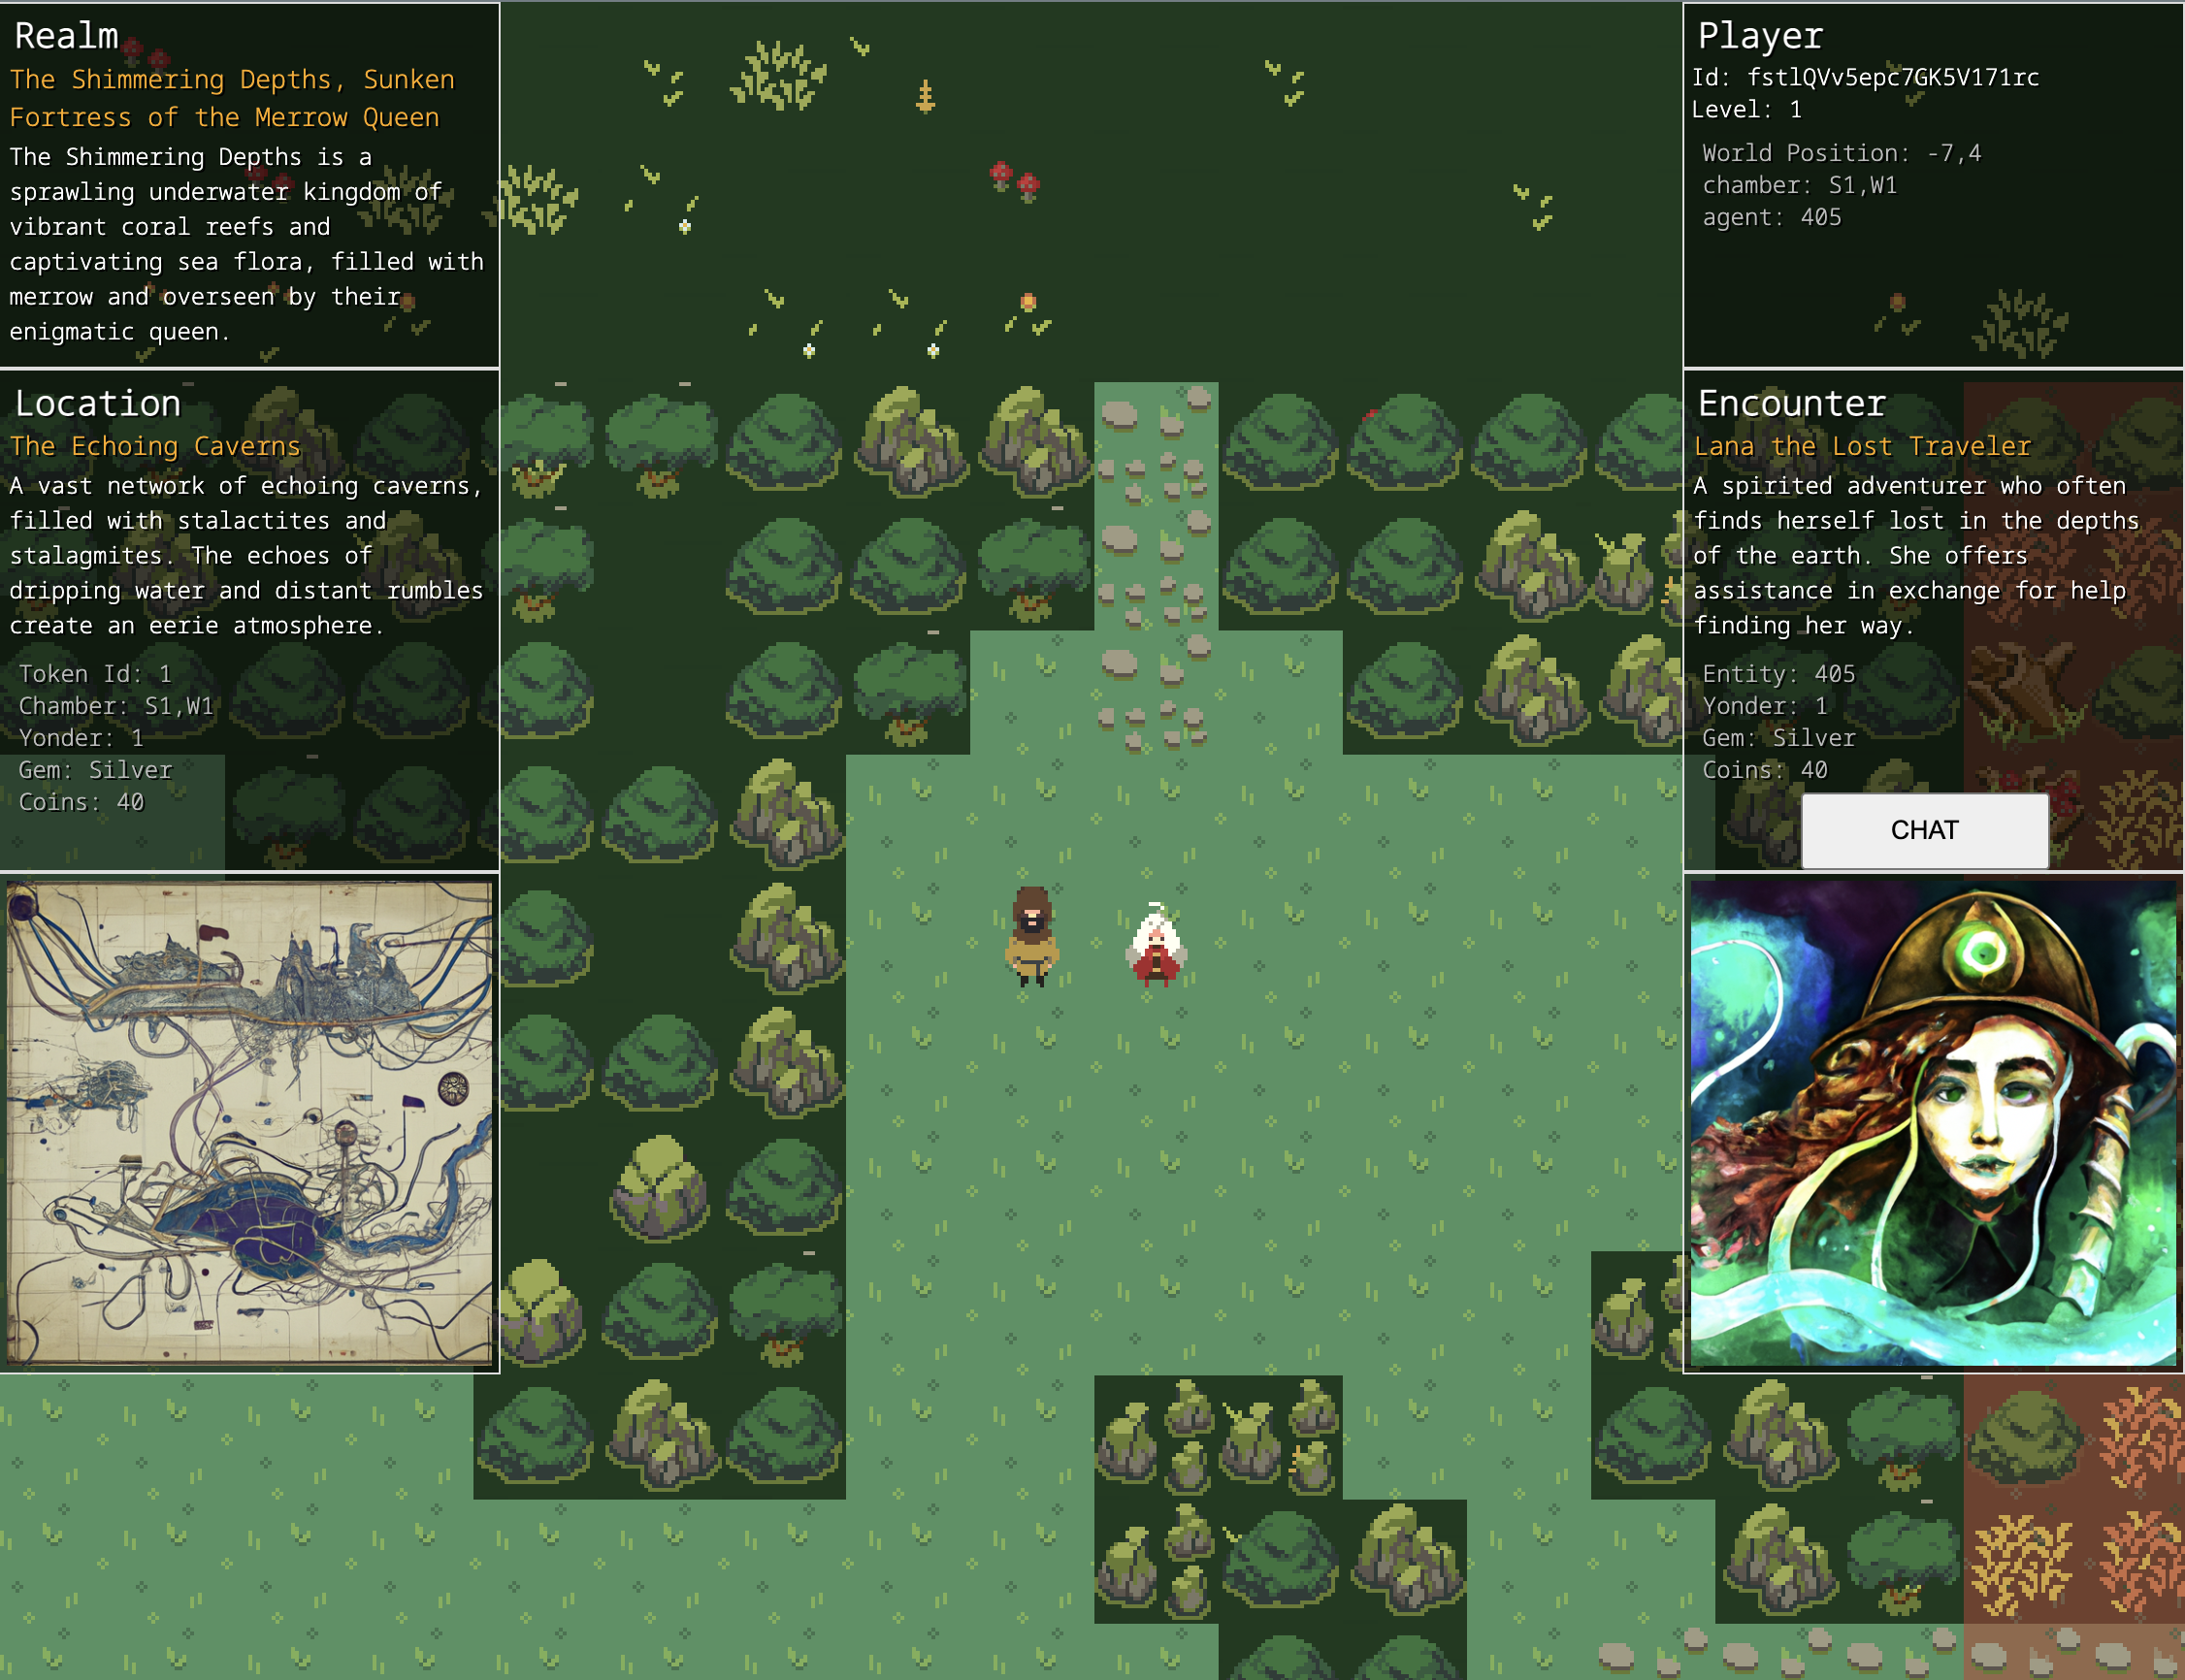 Realm
The Shimmering Depths, Sunken
Fortress of the Merrow Queen
The Shimmering Depths is a
sprawling underwater kingdom of
vibrant coral reefs and
captivating sea flora, filled with
merrow and overseen by their
enigmatic queen.
Location
The Echoing Caverns
A vast network of echoing caverns,
filled with stalactites and
stalagmites. The echoes of
dripping water and distant rumbles
create an eerie atmosphere.
Token Id: 1
Chamber: S1,W1
Yonder: 1
Gem: Silver
Coins: 40
Player
Id: fstlQVv5epc7GK5V171rc
Level: 1
World Position: -7,4
chamber: S1,W1
agent: 405
Encounter
Lana the Lost Traveler
A spirited adventurer who often
finds herself lost in the depths
of the earth. She offers
assistance in exchange for help
finding her way.
Entity: 405
Yonder: 1
Gem: Silver
Coins: 40
CHAT